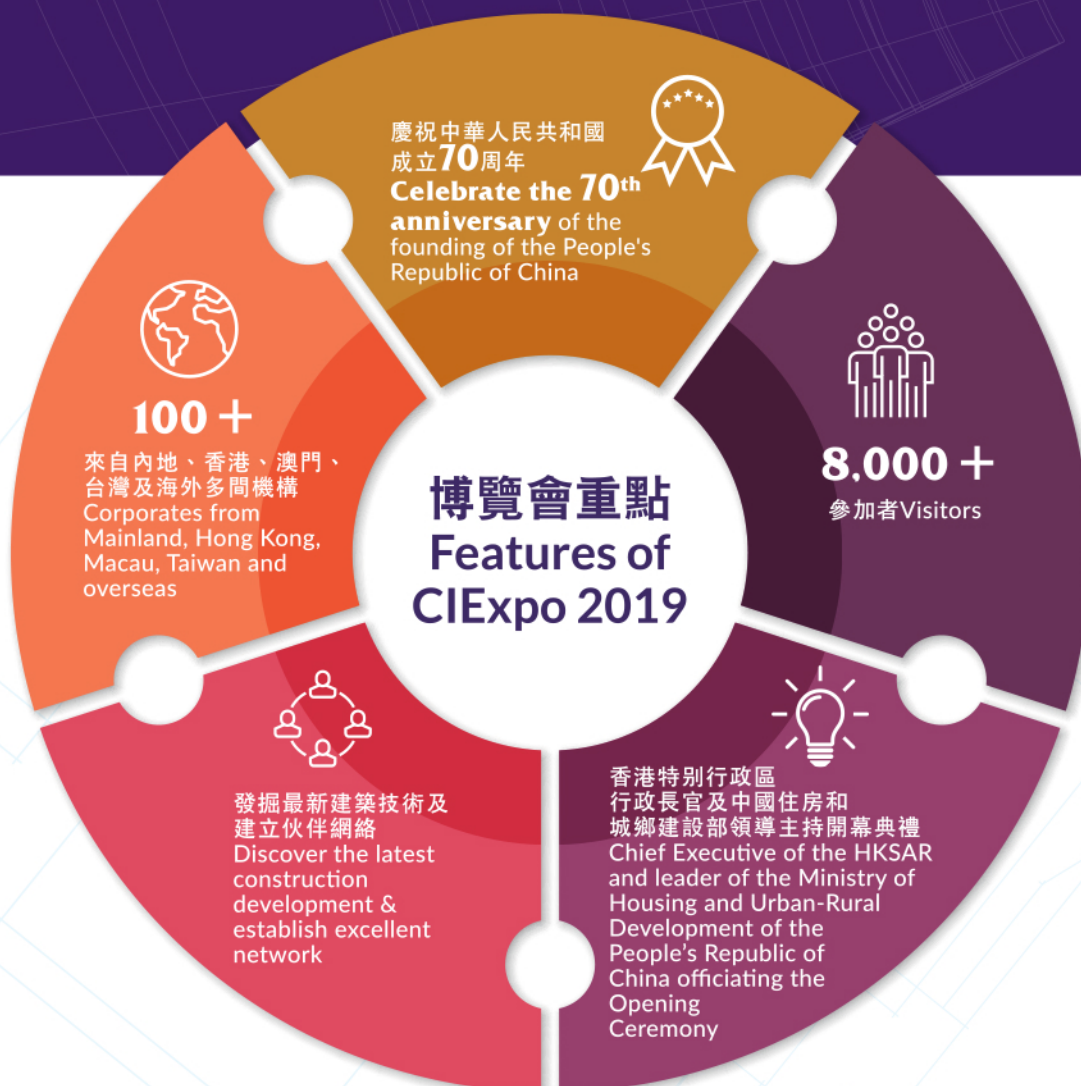 慶祝中華人民共和國
成立70周年
Celebrate the 70th
anniversary of the
founding of the People's
Republic of China
100 +
來自內地、香港、澳門、
台灣及海外多間機構
Corporates from
Mainland, Hong Kong,
Macau, Taiwan and
overseas
8,000 +
參加者Visitors
博覽會重點
Features of
CIExpo 2019
發掘最新建築技術及
建立伙伴網絡
Discover the latest
construction
development &
establish excellent
network
香港特別行政區
行政長官及中國住房和
城鄉建設部領導主持開幕典禮
Chief Executive of the HKSAR
and leader of the Ministry of
Housing and Urban-Rural
Development of the
People’s Republic of
China officiating the
Opening
Ceremony